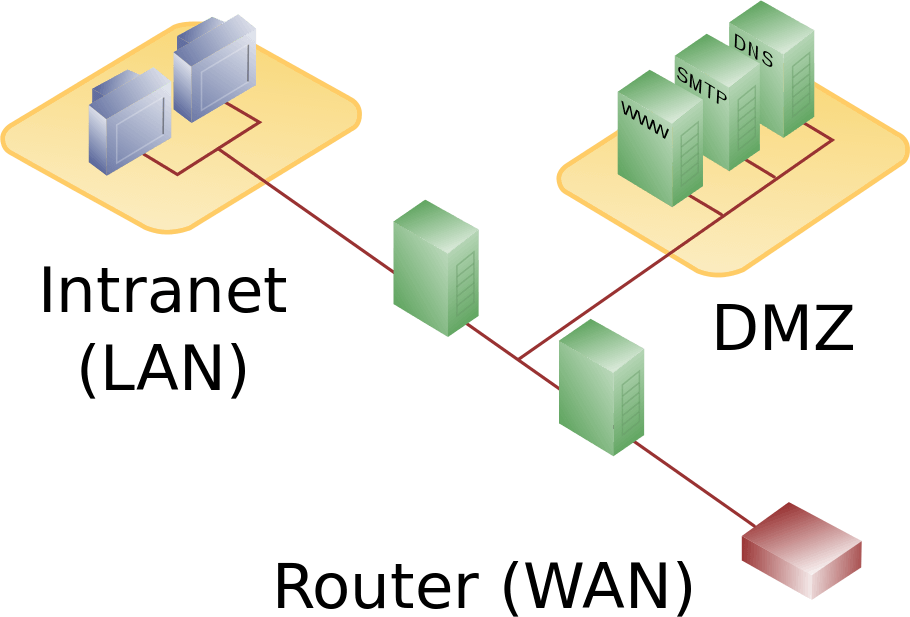 DNS
SMTP
WWW
Intranet
(LAN)
DMZ
Router (WAN)